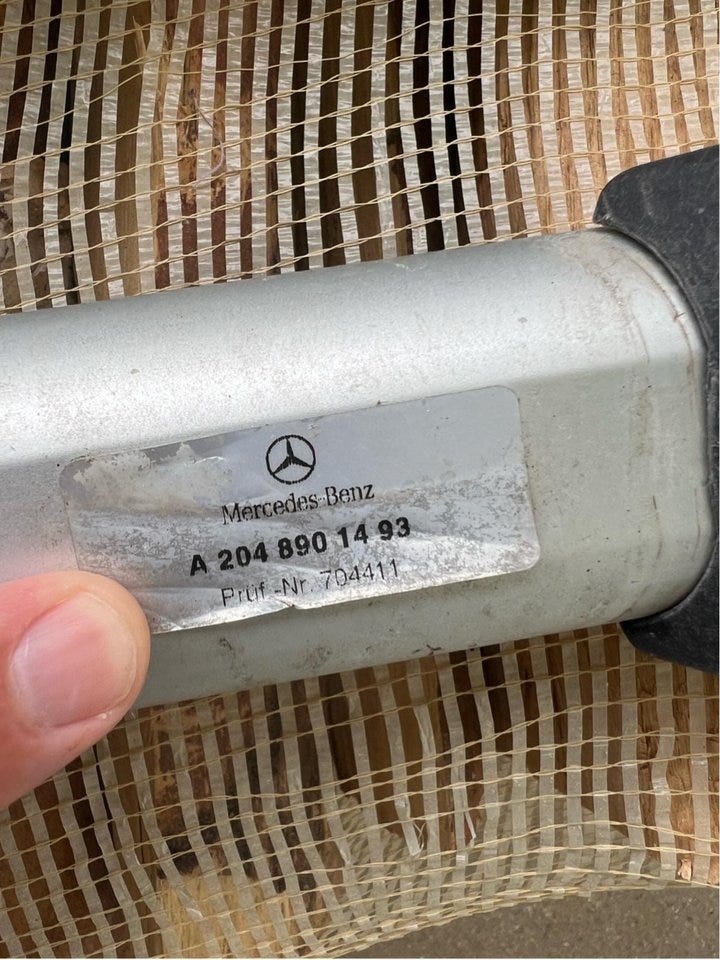 Mercedes-Benz
A 204 890 14 93
Prüf.-Nr. 704411